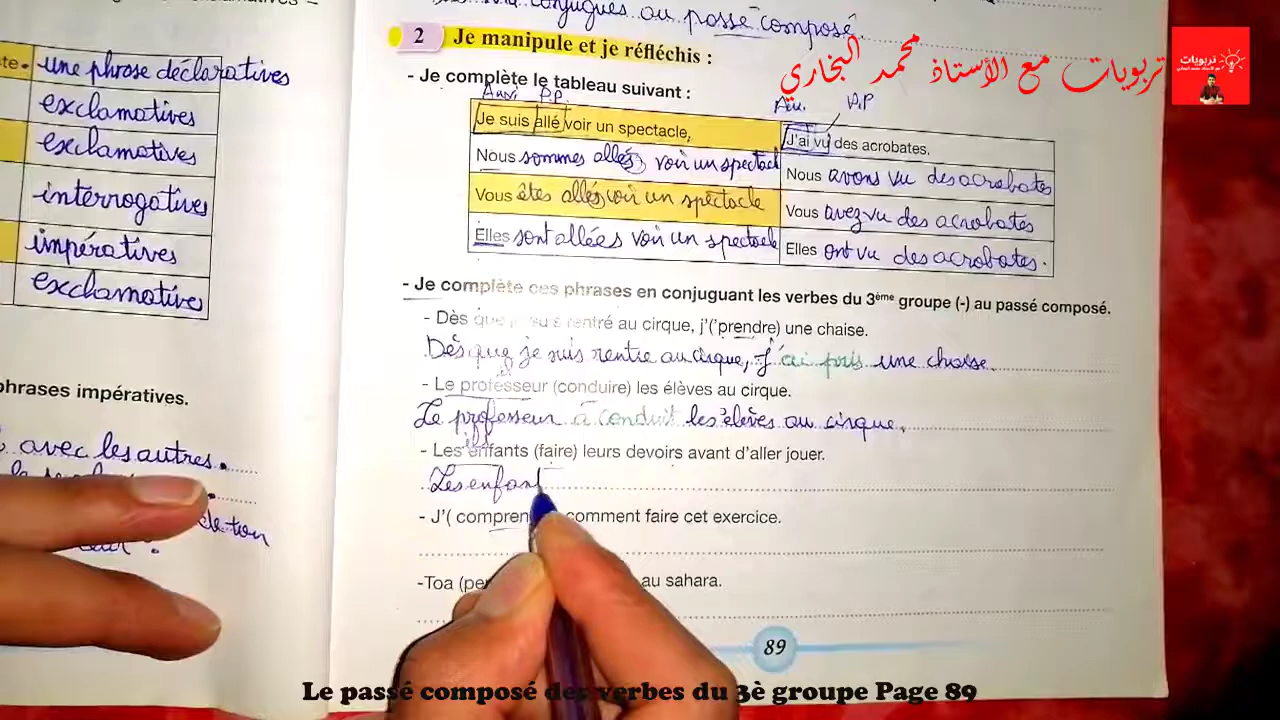 conjugués au passé composé.
2 Je manipule et je réfléchis :
- Je complète le tableau suivant :
Auxi P.P. Au. P.P
Je suis allé voir un spectacle,
J'ai vu des acrobates.
Nous sommes allés voir un spectacl
Nous avons vu des acrobates
Vous êtes allés voir un spectacle
Vous avez vu des acrobates
Elles sont allées voir un spectacle
Elles ont vu des acrobates.
- Je complète ces phrases en conjuguant les verbes du 3ème groupe (-) au passé composé.
- Dès que je suis rentré au cirque, j'('prendre) une chaise.
Dès que je suis rentré au cirque, J'ai pris une chaise.
- Le professeur (conduire) les élèves au cirque.
Le professeur à conduit les élèves au cirque.
- Les enfants (faire) leurs devoirs avant d'aller jouer.
Les enfant
- J'( compren comment faire cet exercice.
-Toa (pe au sahara.
89
te. une phrase déclaratives
exclamatives
exclamatives
interrogatives
impératives
exclamatives
phrases impératives.
avec les autres.
de ton
تربويات مع الأستاذ محمد البخاري
تربويات
Le passé composé des verbes du 3è groupe Page 89